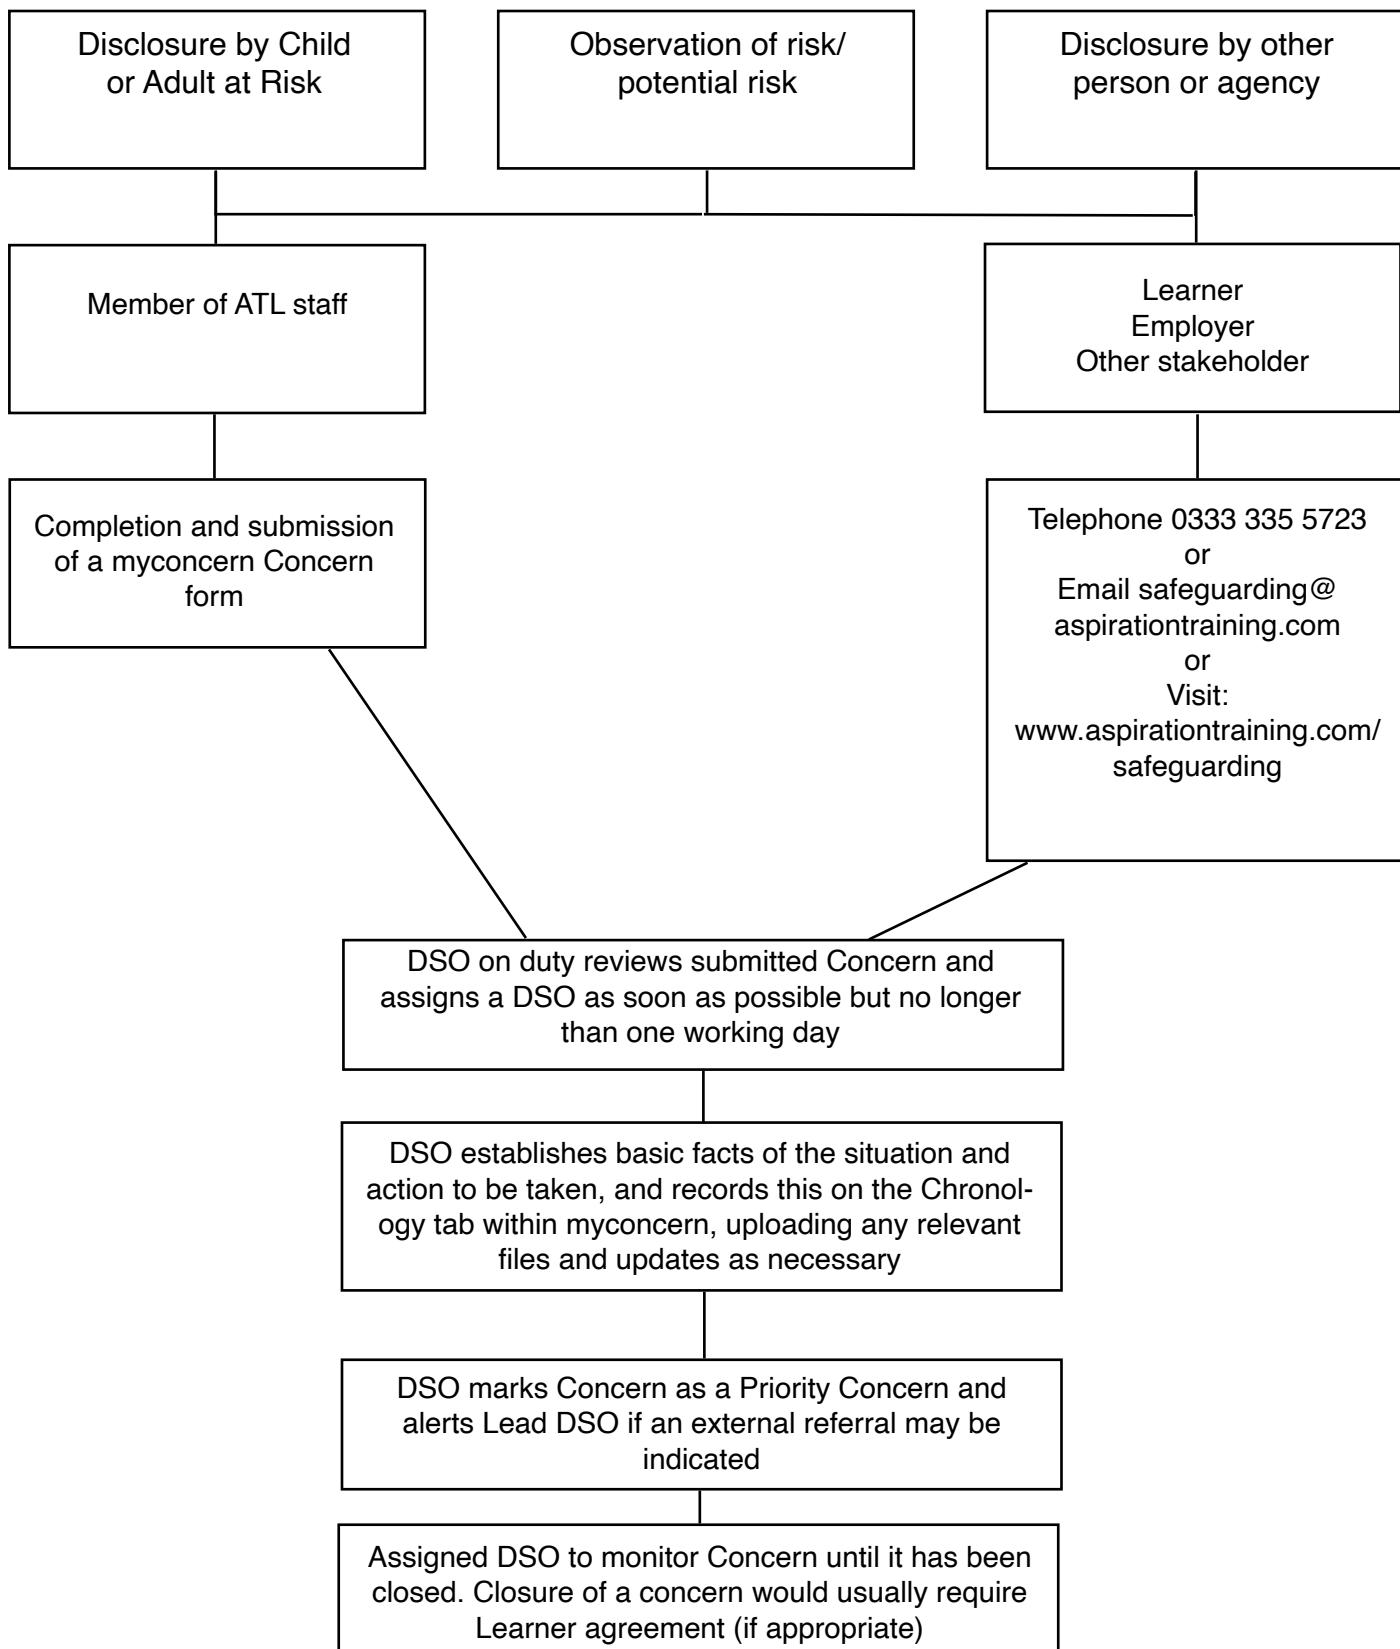 Disclosure by Child
or Adult at Risk
Observation of risk/
potential risk
Disclosure by other
person or agency
Member of ATL staff
Learner
Employer
Other stakeholder
Completion and submission
of a myconcern Concern
form
Telephone 0333 335 5723
or
Email safeguarding@
aspirationtraining.com
or
Visit:
www.aspirationtraining.com/
safeguarding
DSO on duty reviews submitted Concern and
assigns a DSO as soon as possible but no longer
than one working day
DSO establishes basic facts of the situation and
action to be taken, and records this on the Chronol-
ogy tab within myconcern, uploading any relevant
files and updates as necessary
DSO marks Concern as a Priority Concern and
alerts Lead DSO if an external referral may be
indicated
Assigned DSO to monitor Concern until it has been
closed. Closure of a concern would usually require
Learner agreement (if appropriate)